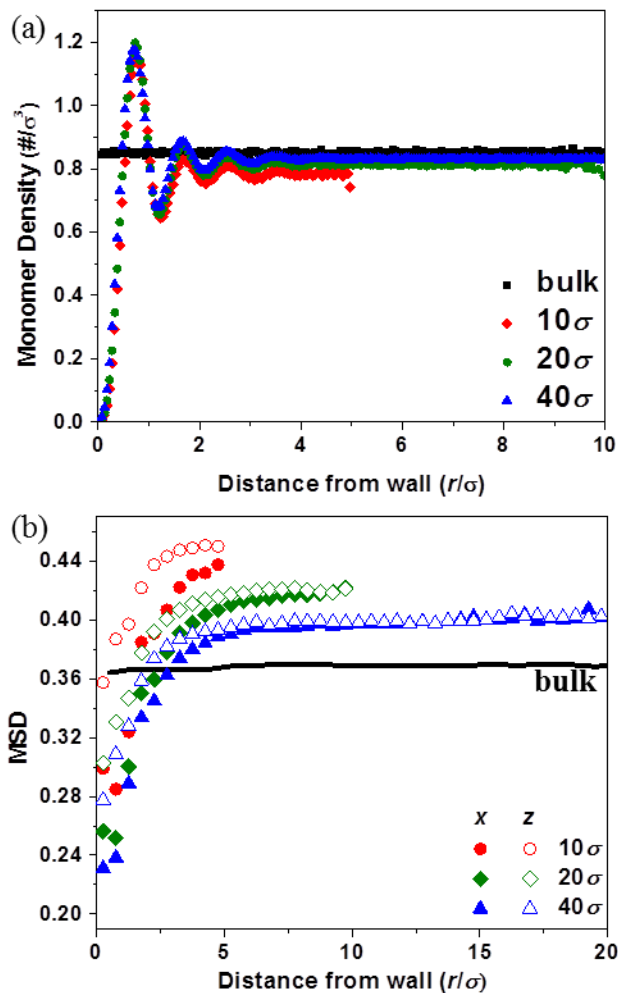 (a)
Monomer Density (#/σ³)
1.2
1.0
0.8
0.6
0.4
0.2
0.0
bulk
10σ
20σ
40σ
0 2 4 6 8 10
Distance from wall (r/σ)
(b)
MSD
0.44
0.40
0.36
0.32
0.28
0.24
0.20
bulk
x z
10σ
20σ
40σ
0 5 10 15 20
Distance from wall (r/σ)